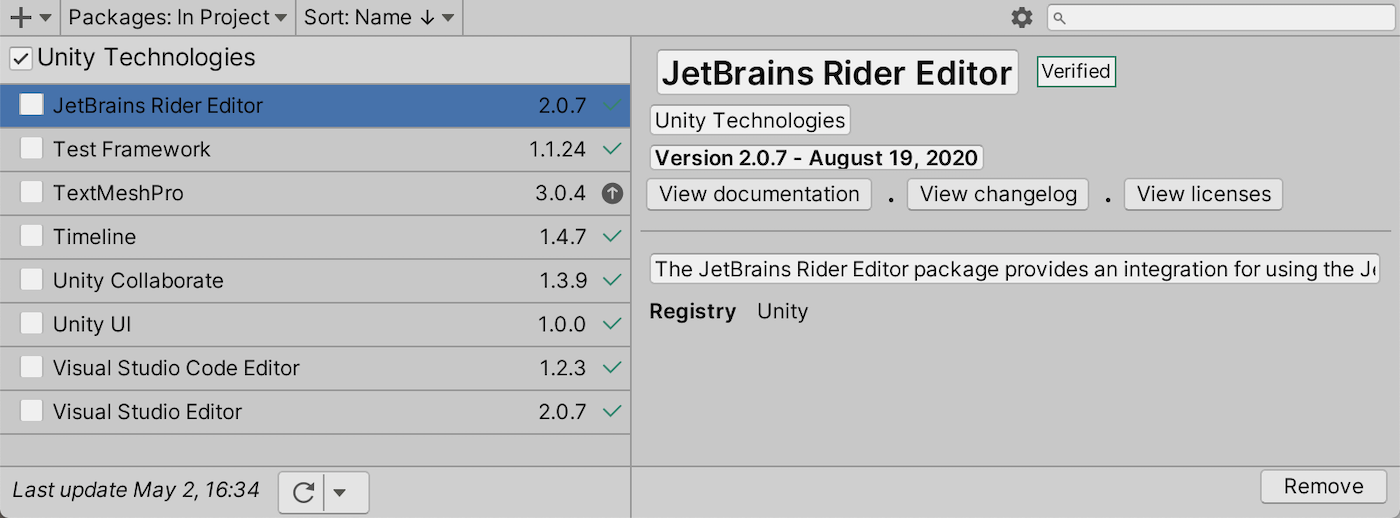 Packages: In Project Sort: Name ↓
Unity Technologies
JetBrains Rider Editor 2.0.7
Test Framework 1.1.24
TextMeshPro 3.0.4
Timeline 1.4.7
Unity Collaborate 1.3.9
Unity UI 1.0.0
Visual Studio Code Editor 1.2.3
Visual Studio Editor 2.0.7
Last update May 2, 16:34
JetBrains Rider Editor Verified
Unity Technologies
Version 2.0.7 - August 19, 2020
View documentation . View changelog . View licenses
The JetBrains Rider Editor package provides an integration for using the
Registry Unity
Remove